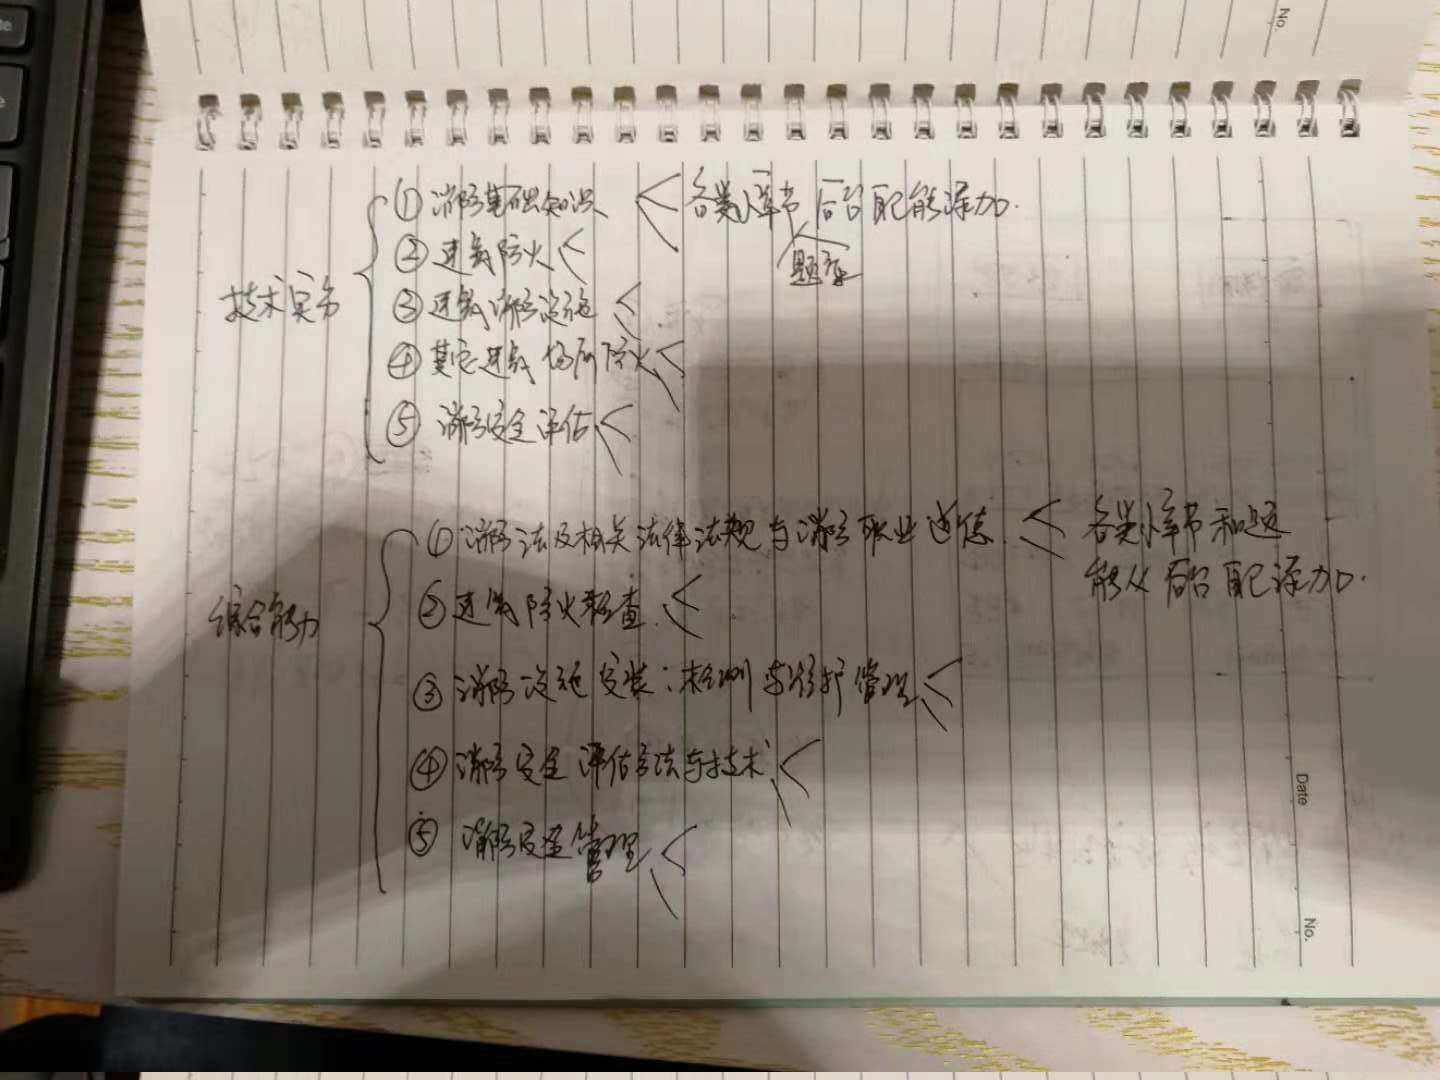 No.
技术实务
① 消防基础知识 各类小章节 后台配能添加.
题库
② 建筑防火
③ 建筑消防设施
④ 其它建筑、场所防火
⑤ 消防安全评估
综合能力
① 消防法及相关法律法规与消防职业道德 各类小章节和题
能从后台配添加.
② 建筑防火检查
③ 消防设施安装、检测与维护管理
④ 消防安全评估方法与技术
⑤ 消防安全管理
Date
No.